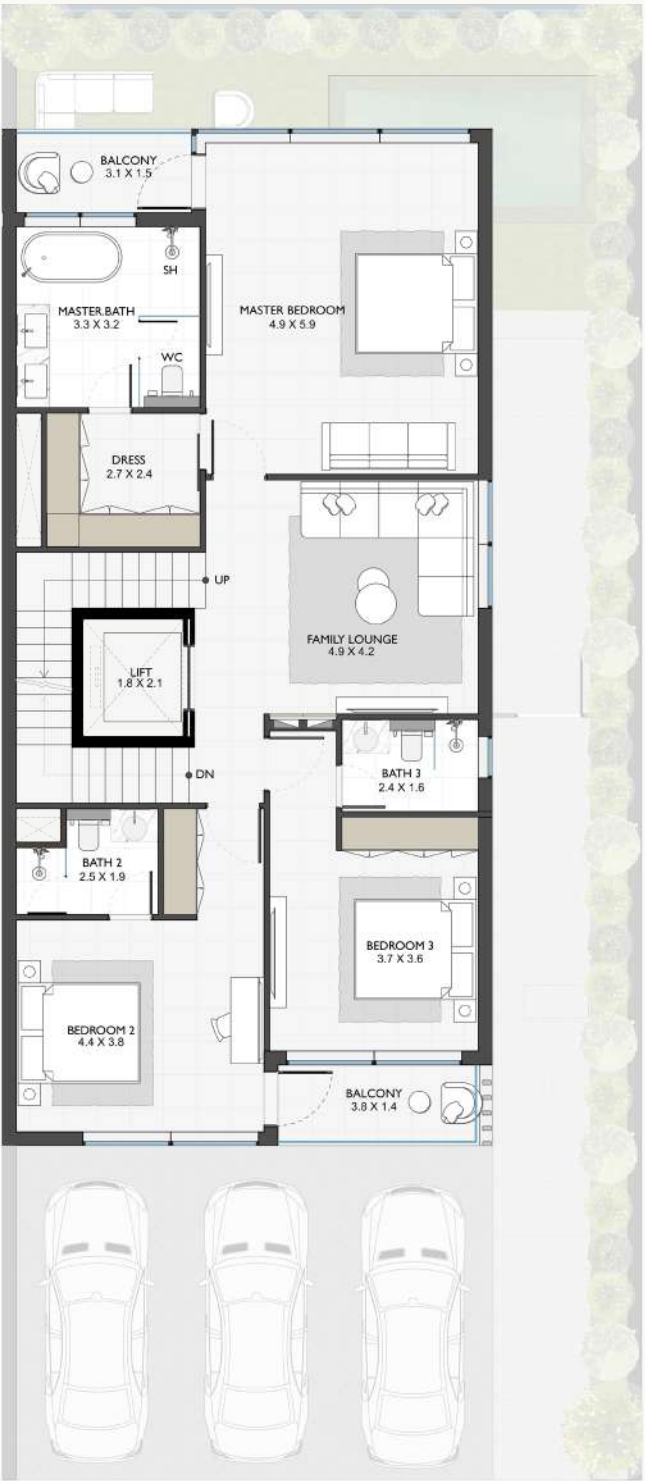 BALCONY
3.1 X 1.5
SH
MASTER.BATH
3.3 X 3.2
MASTER BEDROOM
4.9 X 5.9
WC
DRESS
2.7 X 2.4
UP
FAMILY LOUNGE
4.9 X 4.2
LIFT
1.8 X 2.1
DN
BATH 3
2.4 X 1.6
BATH 2
2.5 X 1.9
BEDROOM 3
3.7 X 3.6
BEDROOM 2
4.4 X 3.8
BALCONY
3.8 X 1.4